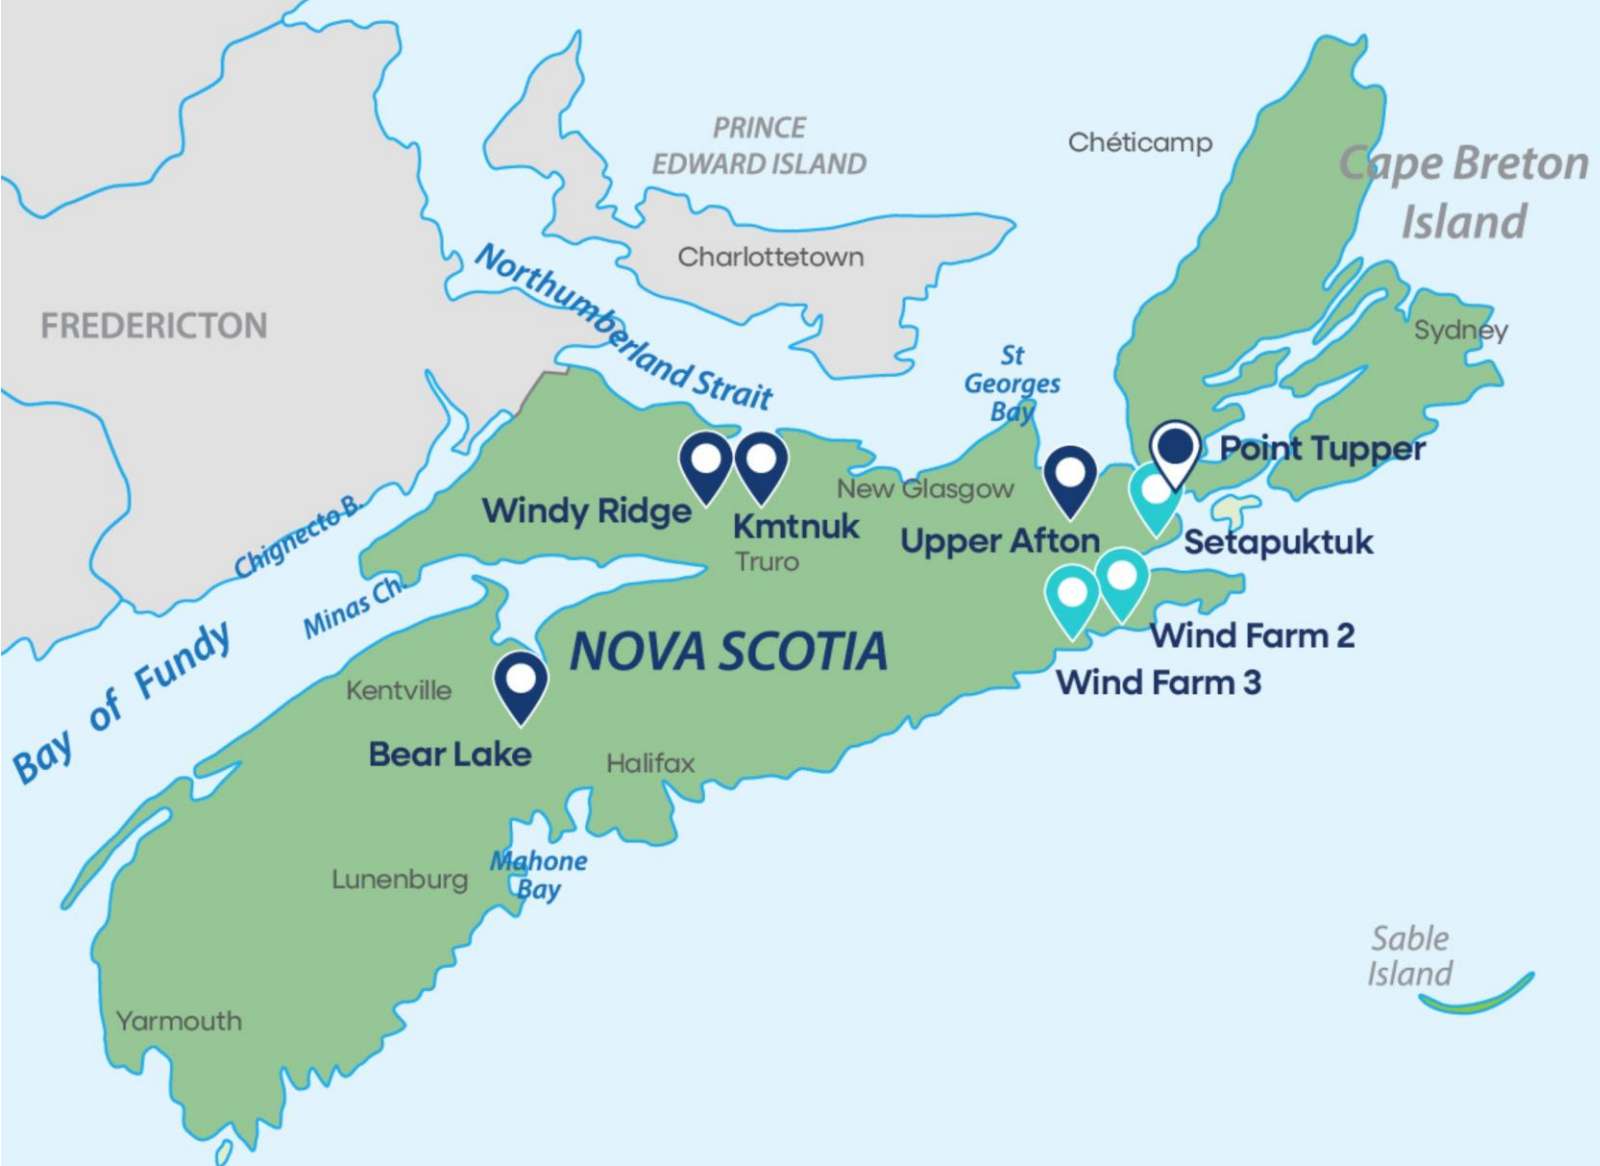 PRINCE
EDWARD ISLAND
Chéticamp
Cape Breton
Island
Charlottetown
Northumberland Strait
FREDERICTON
Sydney
St
Georges
Bay
Point Tupper
New Glasgow
Windy Ridge
Kmtnuk
Upper Afton
Setapuktuk
Truro
Chignecto B.
Minas Ch.
Bay of Fundy
NOVA SCOTIA
Wind Farm 2
Wind Farm 3
Kentville
Bear Lake
Halifax
Mahone
Bay
Lunenburg
Sable
Island
Yarmouth